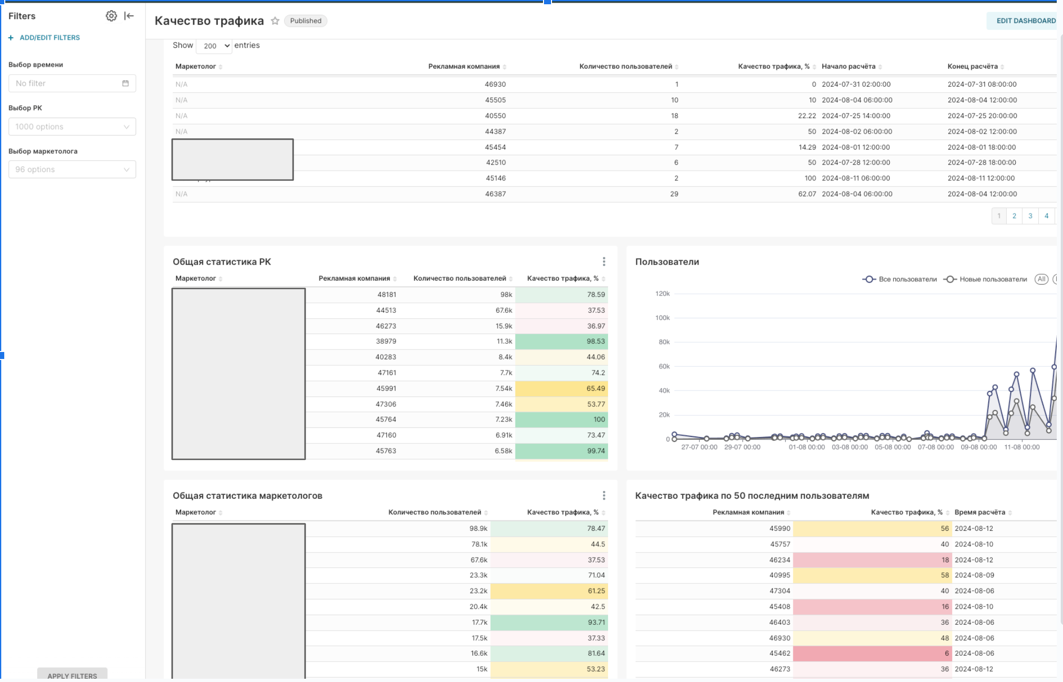 Filters
Качество трафика Published EDIT DASHBOARD
+ ADD/EDIT FILTERS
Выбор времени
No filter
Выбор РК
1000 options
Выбор маркетолога
96 options
APPLY FILTERS
Show 200 entries
Маркетолог Рекламная компания Количество пользователей Качество трафика, % Начало расчёта Конец расчёта
N/A 46930 1 0 2024-07-31 02:00:00 2024-07-31 08:00:00
N/A 45505 10 10 2024-08-04 06:00:00 2024-08-04 12:00:00
N/A 40550 18 22.22 2024-07-25 14:00:00 2024-07-25 20:00:00
N/A 44387 2 50 2024-08-02 06:00:00 2024-08-02 12:00:00
45454 7 14.29 2024-08-01 12:00:00 2024-08-01 18:00:00
42510 6 50 2024-07-28 12:00:00 2024-07-28 18:00:00
45146 2 100 2024-08-11 06:00:00 2024-08-11 12:00:00
N/A 46387 29 62.07 2024-08-04 06:00:00 2024-08-04 12:00:00
1 2 3 4
Общая статистика РК
Маркетолог Рекламная компания Количество пользователей Качество трафика, %
48181 98k 78.59
44513 67.6k 37.53
46273 15.9k 36.97
38979 11.3k 98.53
40283 8.4k 44.06
47161 7.7k 74.2
45991 7.54k 65.49
47306 7.46k 53.77
45764 7.23k 100
47160 6.91k 73.47
45763 6.58k 99.74
Пользователи
Все пользователи Новые пользователи All
120k
100k
80k
60k
40k
20k
0
27-07 00:00 29-07 00:00 01-08 00:00 03-08 00:00 05-08 00:00 07-08 00:00 09-08 00:00 11-08 00:00
Общая статистика маркетологов
Маркетолог Количество пользователей Качество трафика, %
98.9k 78.47
78.1k 44.5
67.6k 37.53
23.3k 71.04
23.2k 61.25
20.4k 42.5
17.7k 93.71
17.5k 37.33
16.6k 81.64
15k 53.23
Качество трафика по 50 последним пользователям
Рекламная компания Качество трафика, % Время расчёта
45990 56 2024-08-12
45757 40 2024-08-10
46234 18 2024-08-12
40995 58 2024-08-09
47304 40 2024-08-06
45408 16 2024-08-10
46403 36 2024-08-06
46930 48 2024-08-06
45462 6 2024-08-06
46273 36 2024-08-12